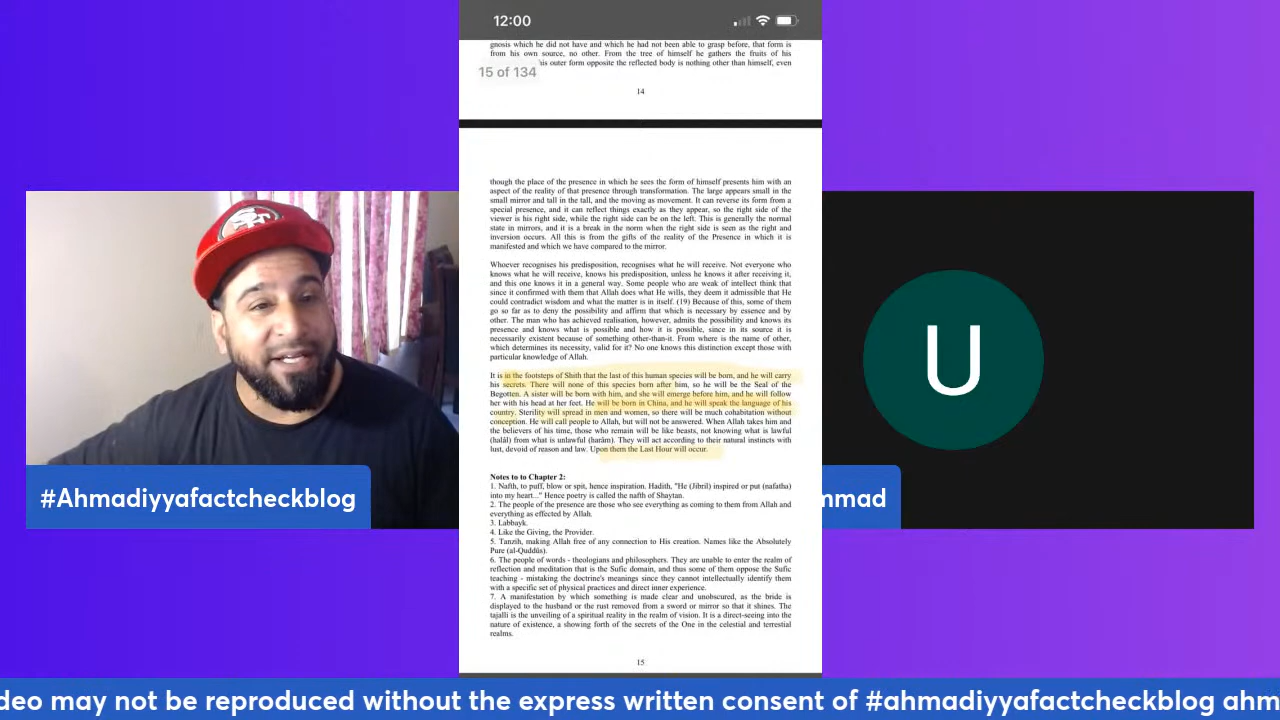 12:00
gnosis which he did not have and which he had not been able to grasp before, that form is
from his own source, no other. From the tree of himself he gathers the fruits of his
his outer form opposite the reflected body is nothing other than himself, even
15 of 134
14
though the place of the presence in which he sees the form of himself presents him with an
aspect of the reality of that presence through transformation. The large appears small in the
small mirror and tall in the tall, and the moving as movement. It can reverse its form from a
special presence, and it can reflect things exactly as they appear, so the right side of the
viewer is his right side, while the right side can be on the left. This is generally the normal
state in mirrors, and it is a break in the norm when the right side is seen as the right and
inversion occurs. All this is from the gifts of the reality of the Presence in which it is
manifested and which we have compared to the mirror.
Whoever recognises his predisposition, recognises what he will receive. Not everyone who
knows what he will receive, knows his predisposition, unless he knows it after receiving it,
and this one knows it in a general way. Some people who are weak of intellect think that
since it confirmed with them that Allah does what He wills, they deem it admissible that He
could contradict wisdom and what the matter is in itself. (19) Because of this, some of them
go so far as to deny the possibility and affirm that which is necessary by essence and by
other. The man who has achieved realisation, however, admits the possibility and knows its
presence and knows what is possible and how it is possible, since in its source it is
necessarily existent because of something other-than-it. From where is the name of other,
which determines its necessity, valid for it? No one knows this distinction except those with
particular knowledge of Allah.
It is in the footsteps of Shith that the last of this human species will be born, and he will carry
his secrets. There will none of this species born after him, so he will be the Seal of the
Begotten. A sister will be born with him, and she will emerge before him, and he will follow
her with his head at her feet. He will be born in China, and he will speak the language of his
country. Sterility will spread in men and women, so there will be much cohabitation without
conception. He will call people to Allah, but will not be answered. When Allah takes him and
the believers of his time, those who remain will be like beasts, not knowing what is lawful
(halâl) from what is unlawful (harâm). They will act according to their natural instincts with
lust, devoid of reason and law. Upon them the Last Hour will occur.
Notes to to Chapter 2:
1. Nafth, to puff, blow or spit, hence inspiration. Hadith, "He (Jibril) inspired or put (nafatha)
into my heart..." Hence poetry is called the nafth of Shaytan.
2. The people of the presence are those who see everything as coming to them from Allah and
everything as effected by Allah.
3. Labbayk.
4. Like the Giving, the Provider.
5. Tanzih, making Allah free of any connection to His creation. Names like the Absolutely
Pure (al-Quddûs).
6. The people of words - theologians and philosophers. They are unable to enter the realm of
reflection and meditation that is the Sufic domain, and thus some of them oppose the Sufic
teaching - mistaking the doctrine's meanings since they cannot intellectually identify them
with a specific set of physical practices and direct inner experience.
7. A manifestation by which something is made clear and unobscured, as the bride is
displayed to the husband or the rust removed from a sword or mirror so that it shines. The
tajalli is the unveiling of a spiritual reality in the realm of vision. It is a direct-seeing into the
nature of existence, a showing forth of the secrets of the One in the celestial and terrestial
realms.
15
#Ahmadiyyafactcheckblog
U
mmad
deo may not be reproduced without the express written consent of #ahmadiyyafactcheckblog ahm